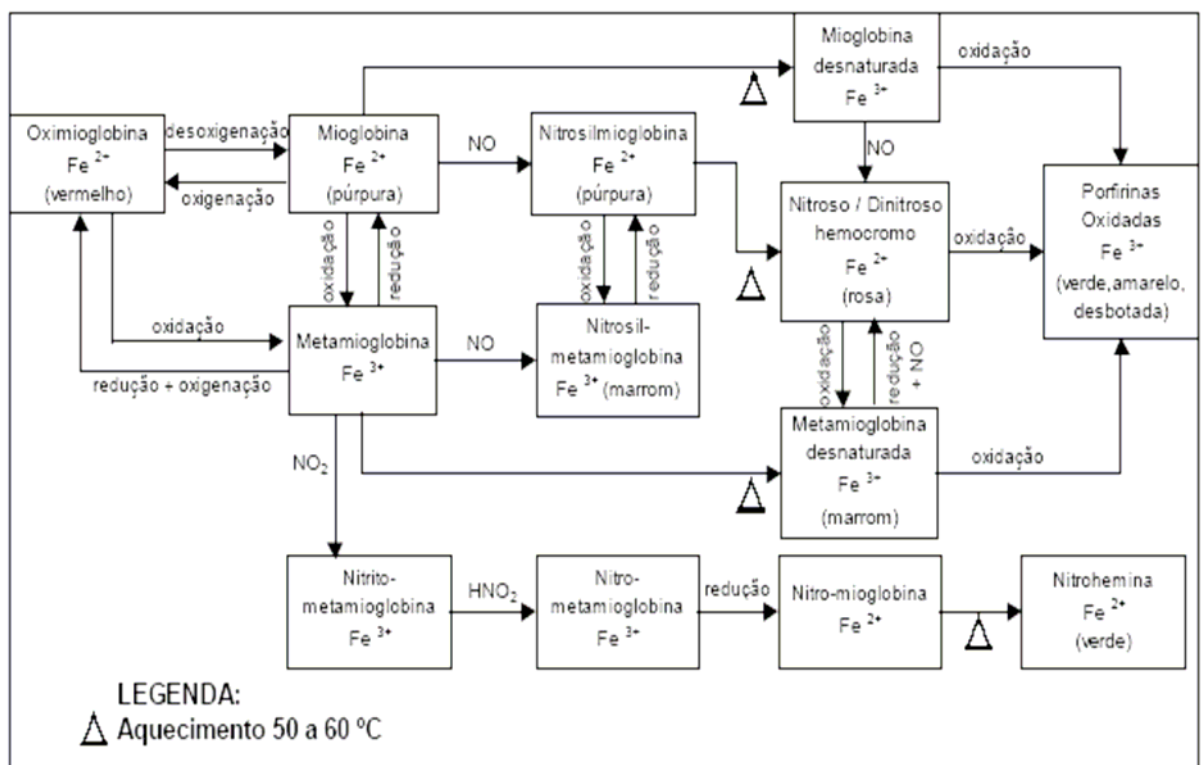 Mioglobina
desnaturada
Fe 3+
oxidação
Oximioglobina
Fe 2+
(vermelho)
desoxigenação
oxigenação
Mioglobina
Fe 2+
(púrpura)
NO
Nitrosilmioglobina
Fe 2+
(púrpura)
NO
Nitroso / Dinitroso
hemocromo
Fe 2+
(rosa)
oxidação
Porfirinas
Oxidadas
Fe 3+
(verde, amarelo,
desbotada)
oxidação
redução
oxidação
redução
oxidação
redução + oxigenação
Metamioglobina
Fe 3+
NO
Nitrosil-
metamioglobina
Fe 3+ (marrom)
oxidação
redução
+ NO
Metamioglobina
desnaturada
Fe 3+
(marrom)
oxidação
NO2
Nitrito-
metamioglobina
Fe 3+
HNO2
Nitro-
metamioglobina
Fe 3+
redução
Nitro-mioglobina
Fe 2+
Nitrohemina
Fe 2+
(verde)
LEGENDA:
Aquecimento 50 a 60 ºC